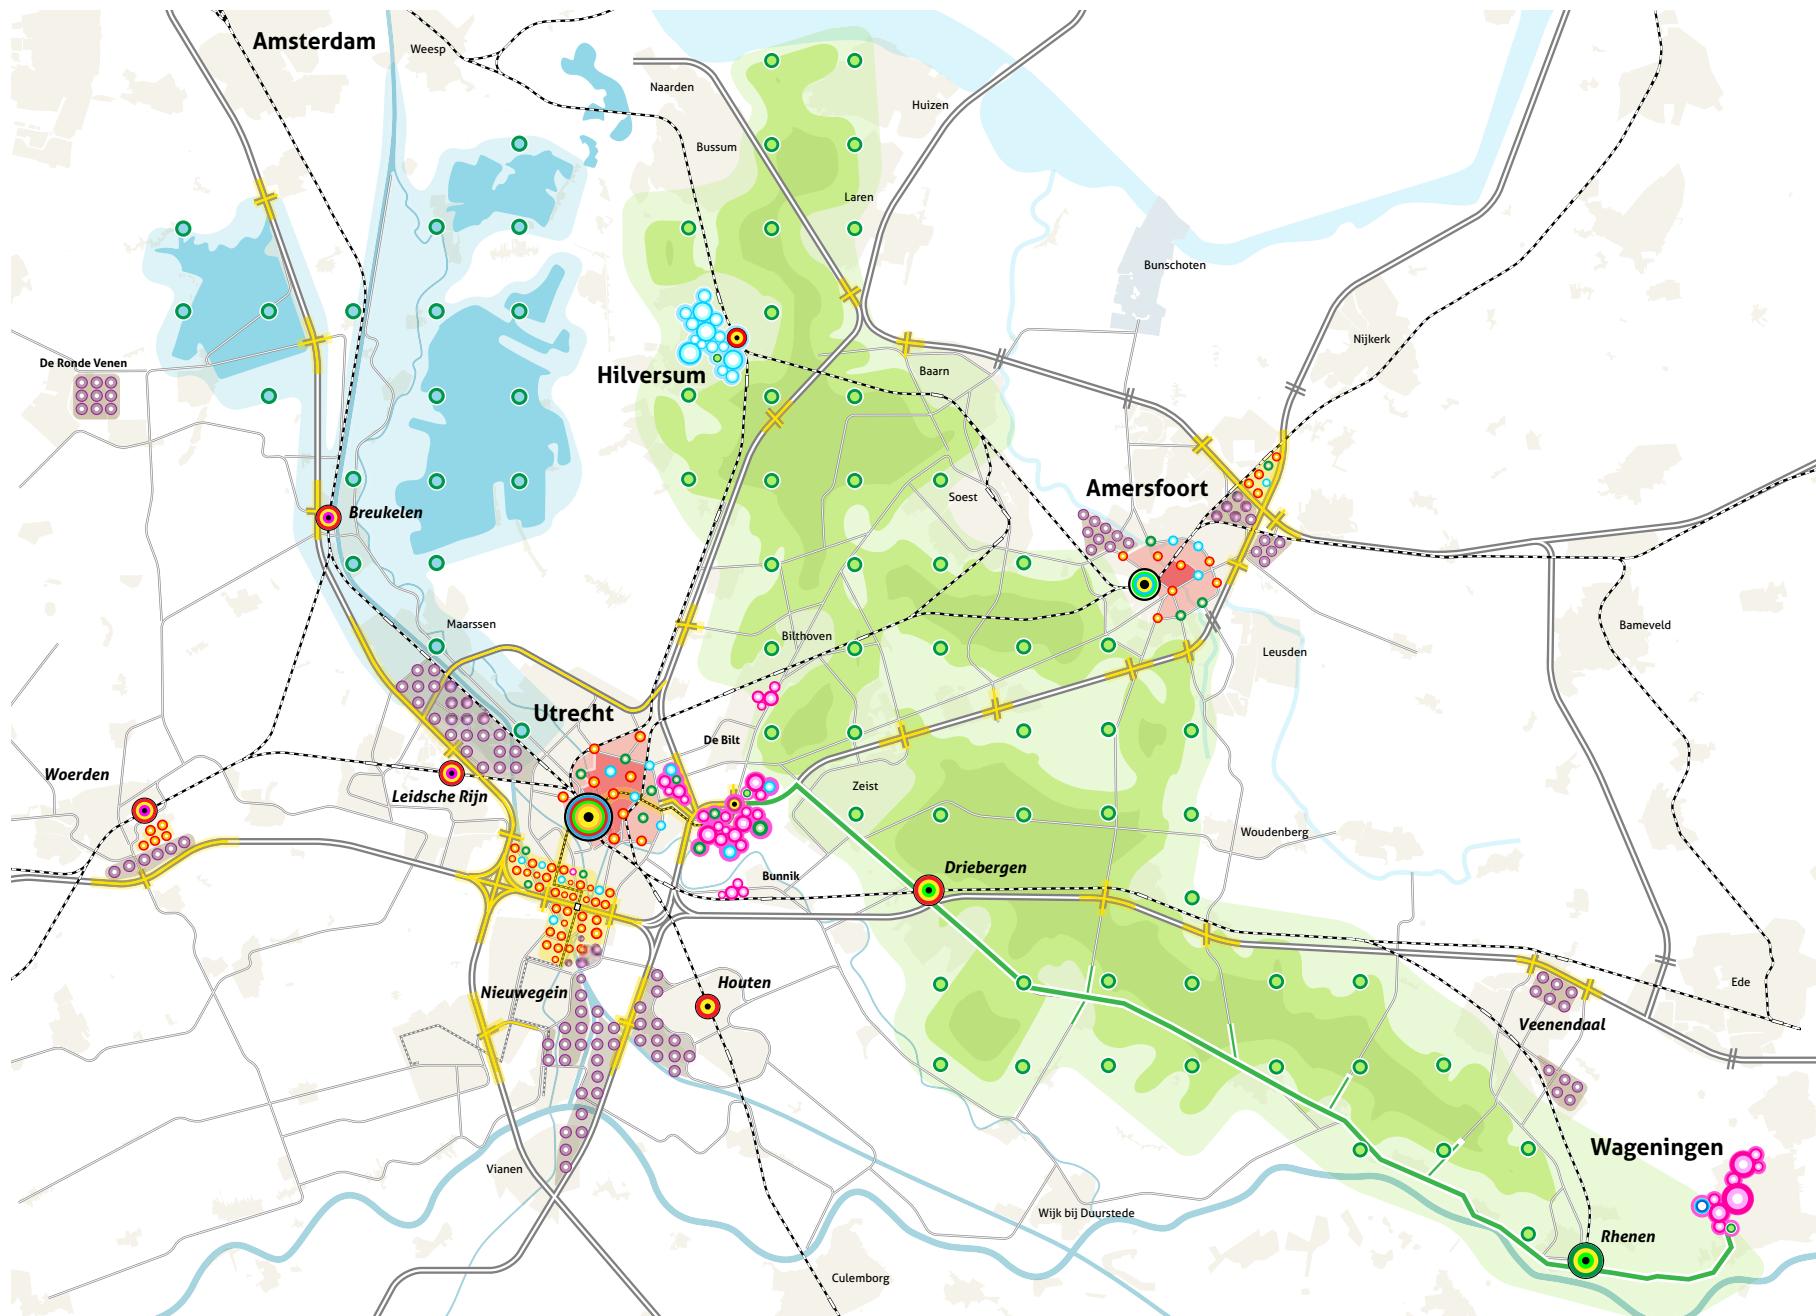 Amsterdam
Weesp
Naarden
Huizen
Bussum
Laren
Bunschoten
Nijkerk
De Ronde Venen
Hilversum
Baarn
Amersfoort
Soest
Breukelen
Maarssen
Bilthoven
Bameveld
Leusden
Utrecht
De Bilt
Woerden
Leidsche Rijn
Zeist
Woudenberg
Driebergen
Bunnik
Houten
Nieuwegein
Ede
Veenendaal
Wageningen
Vianen
Wijk bij Duurstede
Rhenen
Culemborg